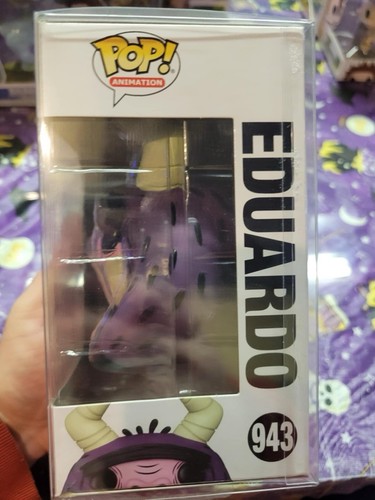 POP!
ANIMATION
EDUARDO
943